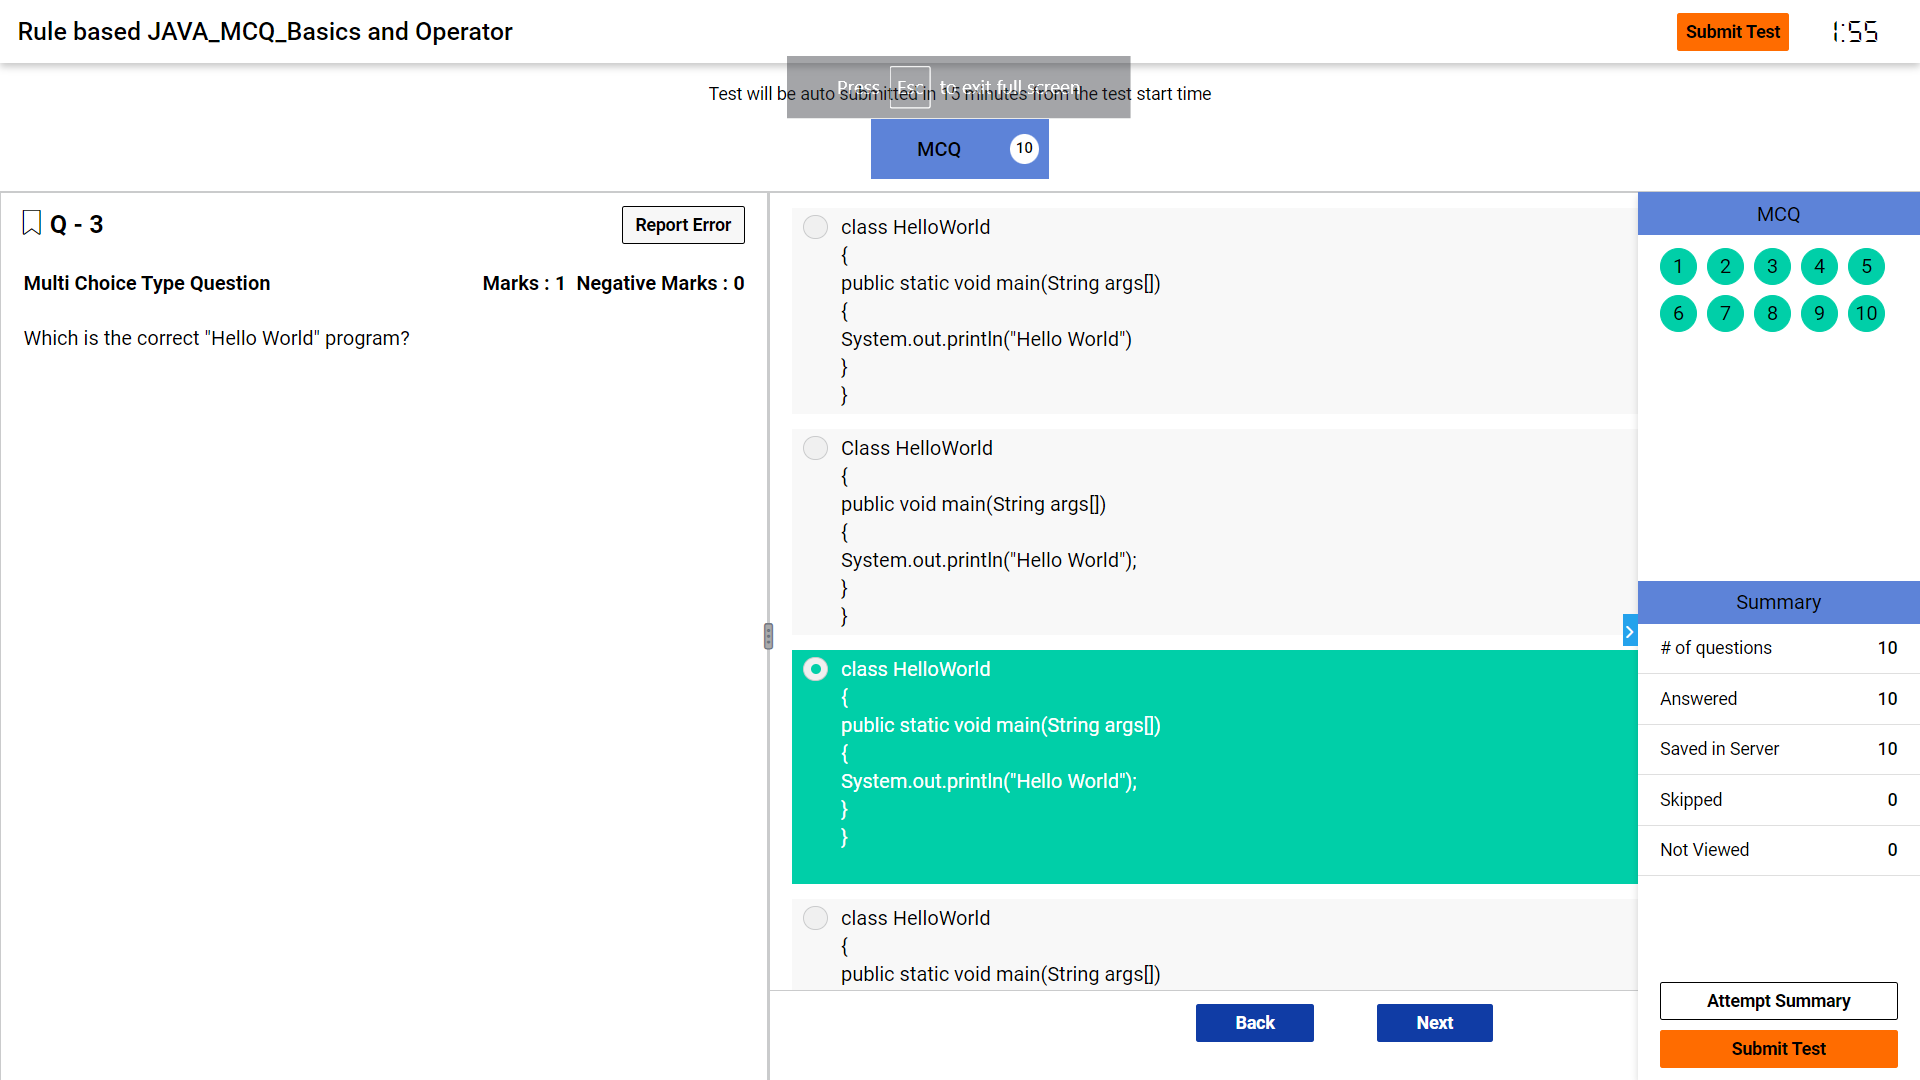 Rule based JAVA_MCQ_Basics and Operator
Submit Test
1:55
Press Esc to exit full screen
Test will be auto submitted in 15 minutes from the test start time
MCQ 10
Q - 3
Report Error
Multi Choice Type Question
Marks : 1 Negative Marks : 0
Which is the correct "Hello World" program?
class HelloWorld
{
public static void main(String args[])
{
System.out.println("Hello World")
}
}
Class HelloWorld
{
public void main(String args[])
{
System.out.println("Hello World");
}
}
class HelloWorld
{
public static void main(String args[])
{
System.out.println("Hello World");
}
}
class HelloWorld
{
public static void main(String args[])
Back
Next
MCQ
1 2 3 4 5
6 7 8 9 10
Summary
# of questions 10
Answered 10
Saved in Server 10
Skipped 0
Not Viewed 0
Attempt Summary
Submit Test